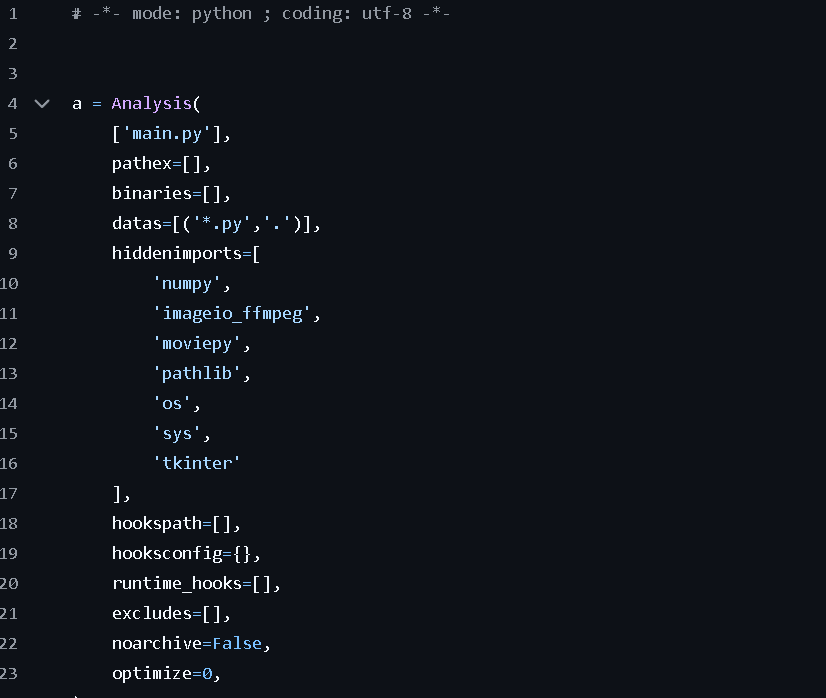 1 # -*- mode: python ; coding: utf-8 -*-
2
3
4 a = Analysis(
5 ['main.py'],
6 pathex=[],
7 binaries=[],
8 datas=[('*.py','.')],
9 hiddenimports=[
10 'numpy',
11 'imageio_ffmpeg',
12 'moviepy',
13 'pathlib',
14 'os',
15 'sys',
16 'tkinter'
17 ],
18 hookspath=[],
19 hooksconfig={},
20 runtime_hooks=[],
21 excludes=[],
22 noarchive=False,
23 optimize=0,